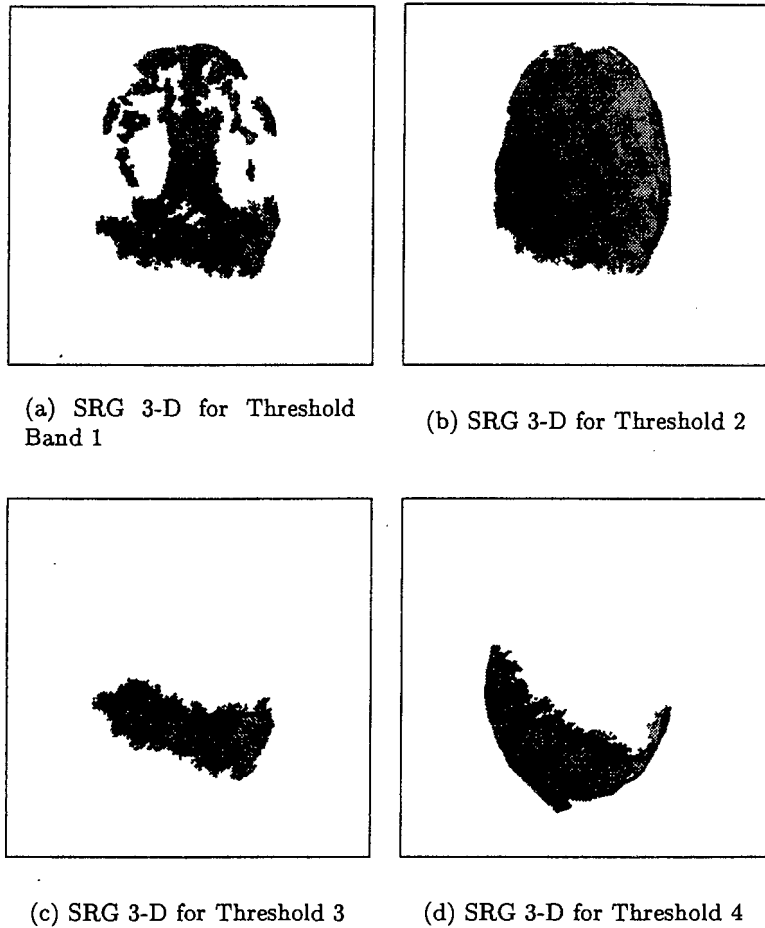 (a) SRG 3-D for Threshold
Band 1
(b) SRG 3-D for Threshold 2
(c) SRG 3-D for Threshold 3
(d) SRG 3-D for Threshold 4